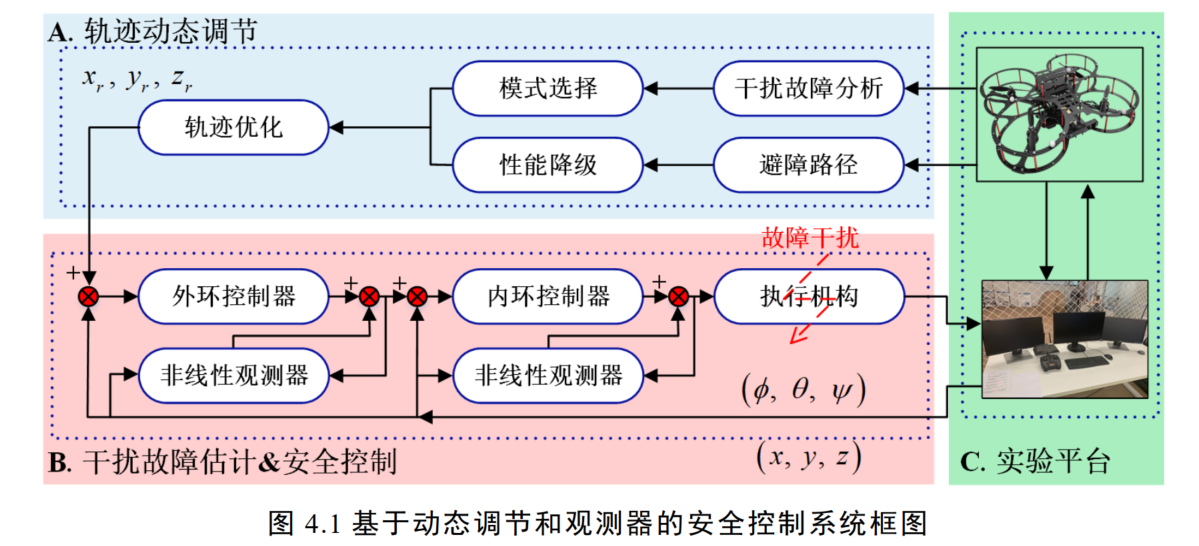 A. 轨迹动态调节
x_r, y_r, z_r
模式选择
干扰故障分析
轨迹优化
性能降级
避障路径
故障干扰
+
外环控制器
+
+
内环控制器
+
执行机构
非线性观测器
非线性观测器
(ϕ, θ, ψ)
B. 干扰故障估计&安全控制
(x, y, z)
C. 实验平台
图 4.1 基于动态调节和观测器的安全控制系统框图